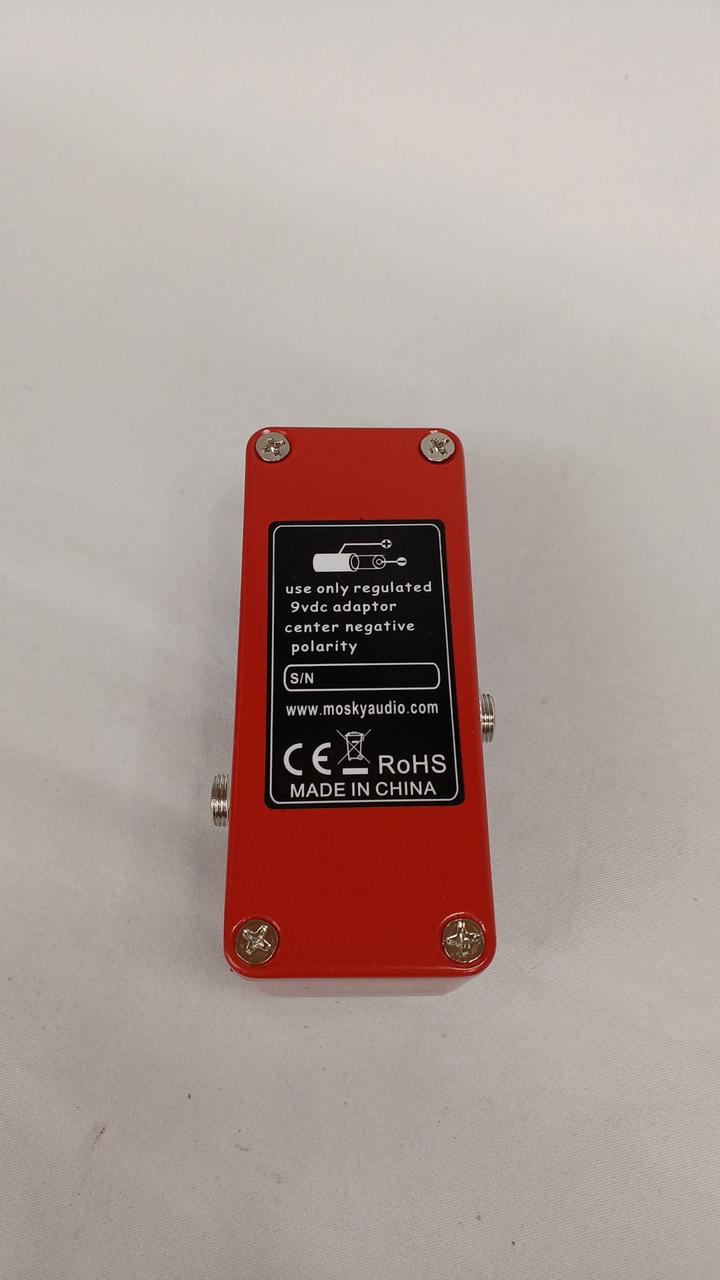 use only regulated
9vdc adaptor
center negative
polarity
S/N
www.moskyaudio.com
CE RoHS
MADE IN CHINA